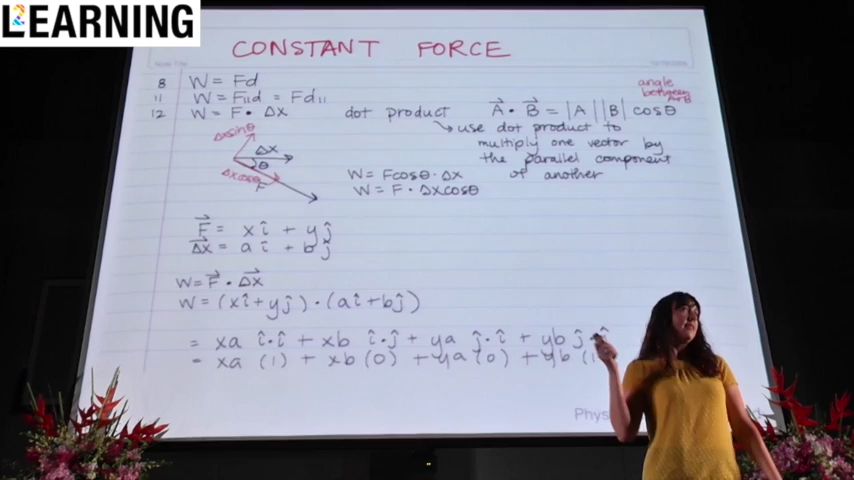 LEARNING
CONSTANT FORCE
8 W = Fd
11 W = F||d = Fd||
12 W = F • Δx dot product A • B = |A||B| cosθ
angle
between
A+B
use dot product to
multiply one vector by
the parallel component
of another
Δxsinθ
Δx
θ
Δxcosθ
F
W = Fcosθ · Δx
W = F · Δxcosθ
F = xî + yĵ
Δx = aî + bĵ
W = F • Δx
W = (xî+yĵ) • (aî+bĵ)
= xa î•î + xb î•ĵ + ya ĵ•î + yb ĵ
= xa (1) + xb (0) + ya (0) + yb (1